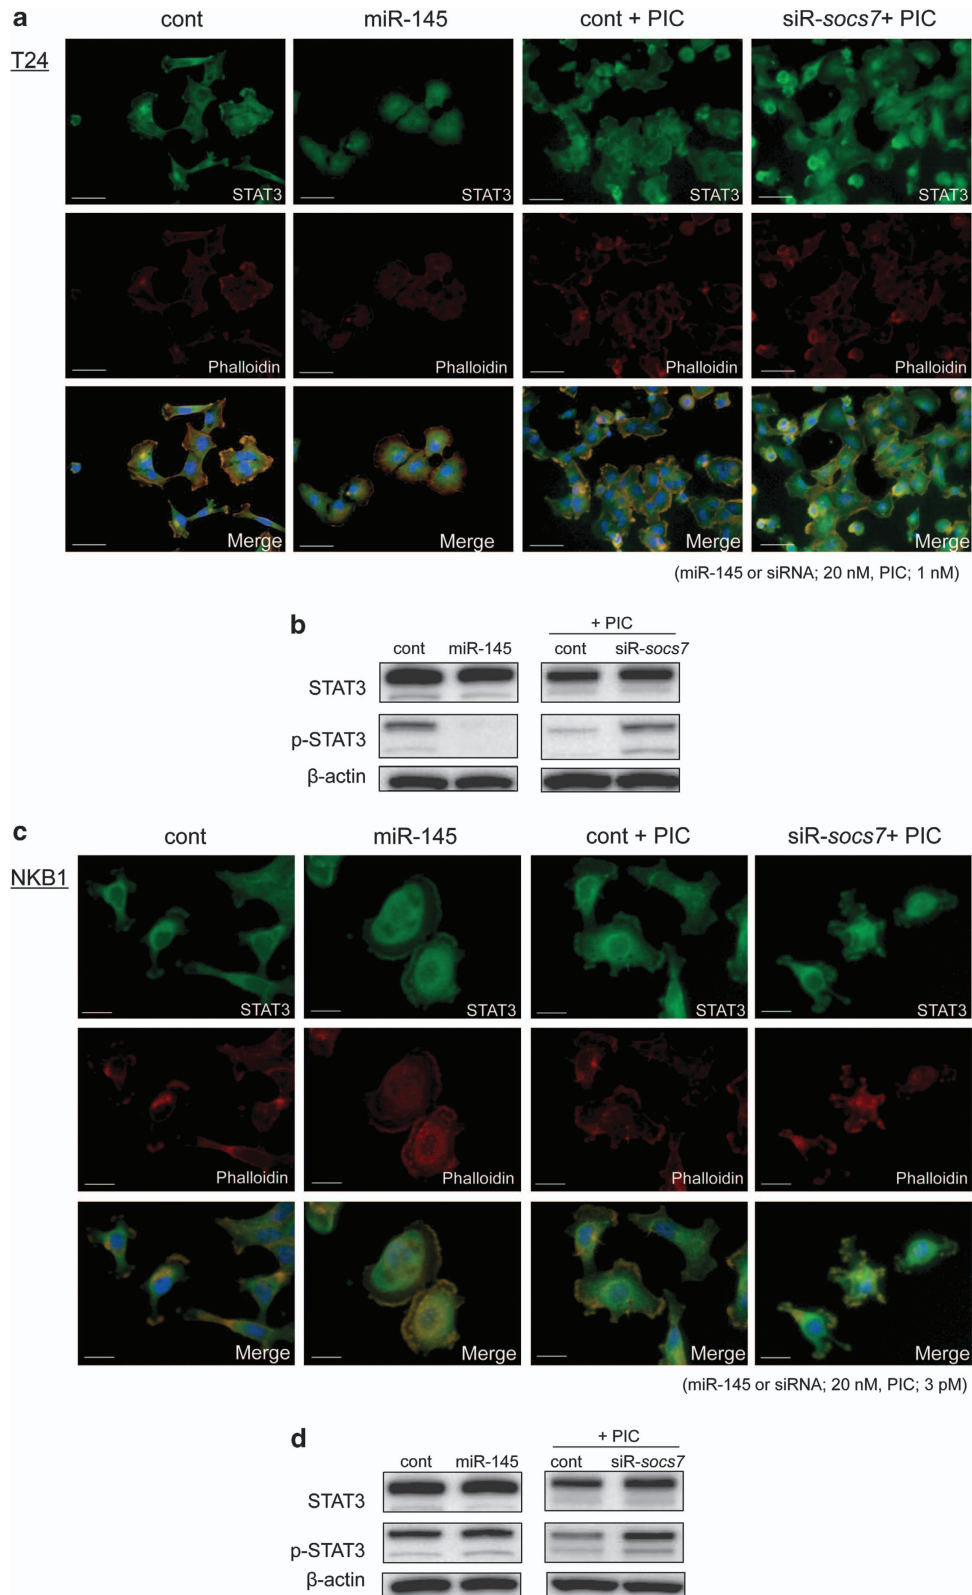 a
cont miR-145 cont + PIC siR-socs7+ PIC
T24
STAT3 STAT3 STAT3 STAT3
Phalloidin Phalloidin Phalloidin Phalloidin
Merge Merge Merge Merge
(miR-145 or siRNA; 20 nM, PIC; 1 nM)
b
+ PIC
cont miR-145 cont siR-socs7
STAT3
p-STAT3
β-actin
c
cont miR-145 cont + PIC siR-socs7+ PIC
NKB1
STAT3 STAT3 STAT3 STAT3
Phalloidin Phalloidin Phalloidin Phalloidin
Merge Merge Merge Merge
(miR-145 or siRNA; 20 nM, PIC; 3 pM)
d
+ PIC
cont miR-145 cont siR-socs7
STAT3
p-STAT3
β-actin